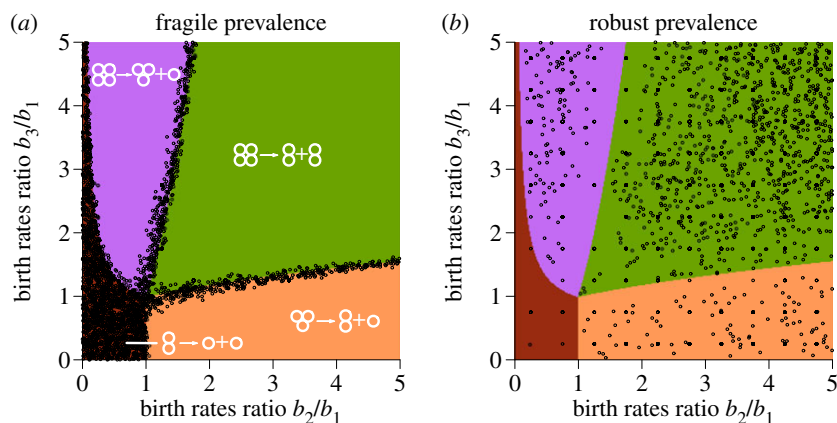 (a) fragile prevalence
5
4
3
2
1
0
birth rates ratio b3/b1
→ +
→ +
→ +
→ +
0 1 2 3 4 5
birth rates ratio b2/b1
(b) robust prevalence
5
4
3
2
1
0
birth rates ratio b3/b1
0 1 2 3 4 5
birth rates ratio b2/b1